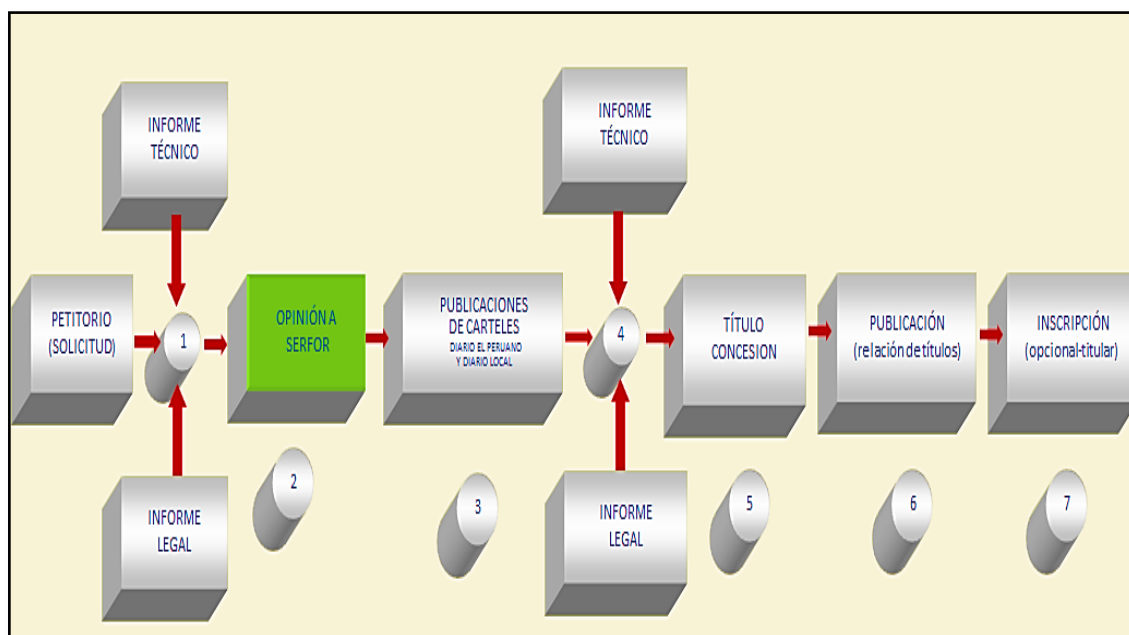 INFORME
TÉCNICO
INFORME
TÉCNICO
PETITORIO
(SOLICITUD)
1
OPINIÓN A
SERFOR
PUBLICACIONES
DE CARTELES
DIARIO EL PERUANO
Y DIARIO LOCAL
4
TÍTULO
CONCESION
PUBLICACIÓN
(relación de títulos)
INSCRIPCIÓN
(opcional-titular)
2
3
5
6
7
INFORME
LEGAL
INFORME
LEGAL